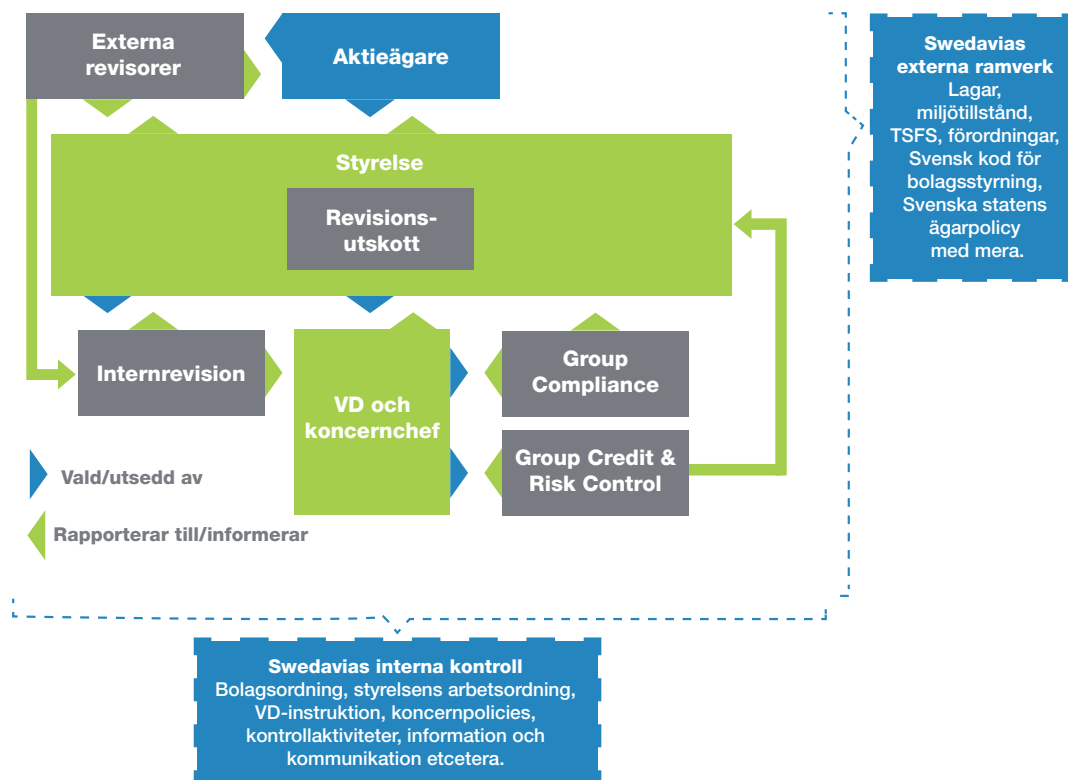 Externa
revisorer
Aktieägare
Swedavias
externa ramverk
Lagar,
miljötillstånd,
TSFS, förordningar,
Svensk kod för
bolagsstyrning,
Svenska statens
ägarpolicy
med mera.
Styrelse
Revisions-
utskott
Internrevision
VD och
koncernchef
Group
Compliance
Group Credit &
Risk Control
Vald/utsedd av
Rapporterar till/informerar
Swedavias interna kontroll
Bolagsordning, styrelsens arbetsordning,
VD-instruktion, koncernpolicies,
kontrollaktiviteter, information och
kommunikation etcetera.